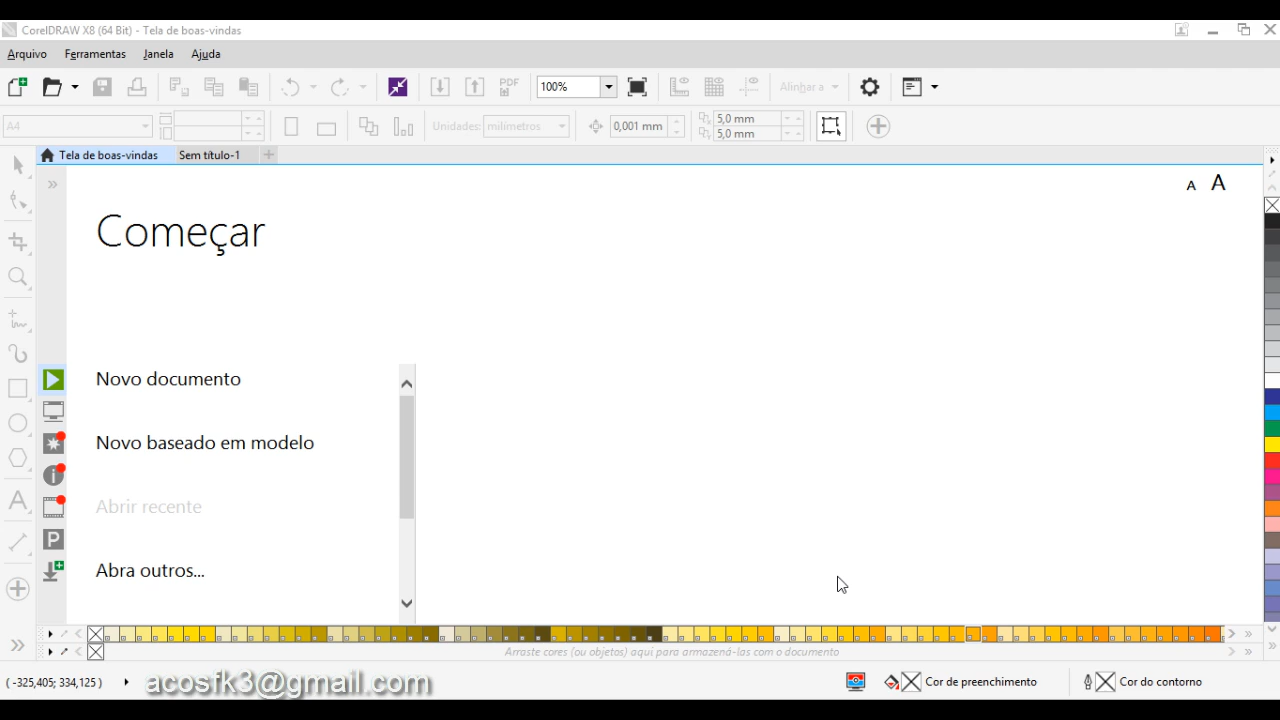 CorelDRAW X8 (64 Bit) - Tela de boas-vindas
Arquivo Ferramentas Janela Ajuda
PDF 100% Alinhar a
A4 Unidades: milímetros 0,001 mm 5,0 mm
5,0 mm
Tela de boas-vindas Sem título-1
A A
Começar
Novo documento
Novo baseado em modelo
Abrir recente
Abra outros...
Arraste cores (ou objetos) aqui para armazená-las com o documento
( -325,405; 334,125 ) acosfk3@gmail.com Cor de preenchimento Cor do contorno